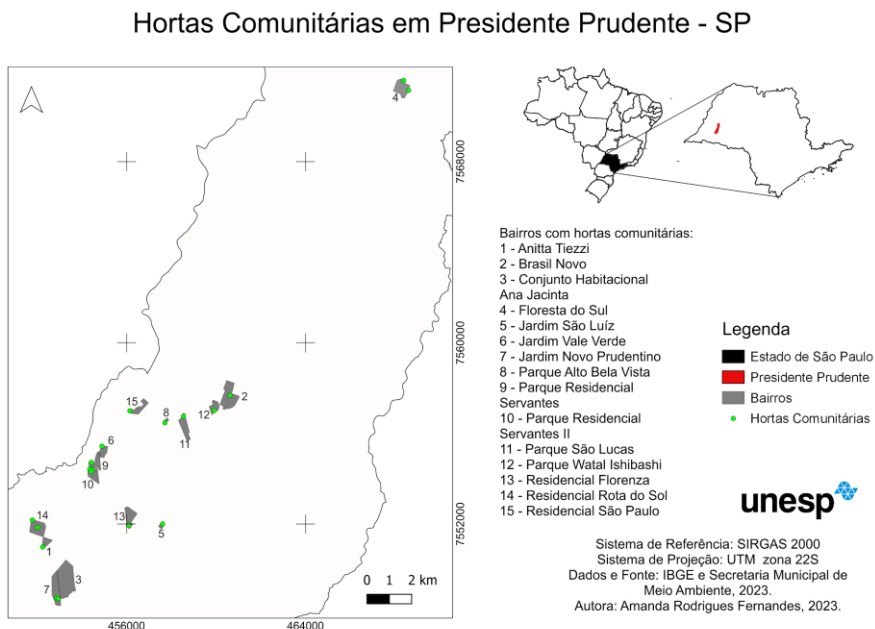 Hortas Comunitárias em Presidente Prudente - SP
4
7568000
7560000
7552000
15
8
12
2
11
6
9
10
14
13
5
1
3
7
0 1 2 km
456000
464000
Bairros com hortas comunitárias:
1 - Anitta Tiezzi
2 - Brasil Novo
3 - Conjunto Habitacional
Ana Jacinta
4 - Floresta do Sul
5 - Jardim São Luíz
6 - Jardim Vale Verde
7 - Jardim Novo Prudentino
8 - Parque Alto Bela Vista
9 - Parque Residencial
Servantes
10 - Parque Residencial
Servantes II
11 - Parque São Lucas
12 - Parque Watal Ishibashi
13 - Residencial Florenza
14 - Residencial Rota do Sol
15 - Residencial São Paulo
Legenda
Estado de São Paulo
Presidente Prudente
Bairros
Hortas Comunitárias
unesp
Sistema de Referência: SIRGAS 2000
Sistema de Projeção: UTM zona 22S
Dados e Fonte: IBGE e Secretaria Municipal de
Meio Ambiente, 2023.
Autora: Amanda Rodrigues Fernandes, 2023.